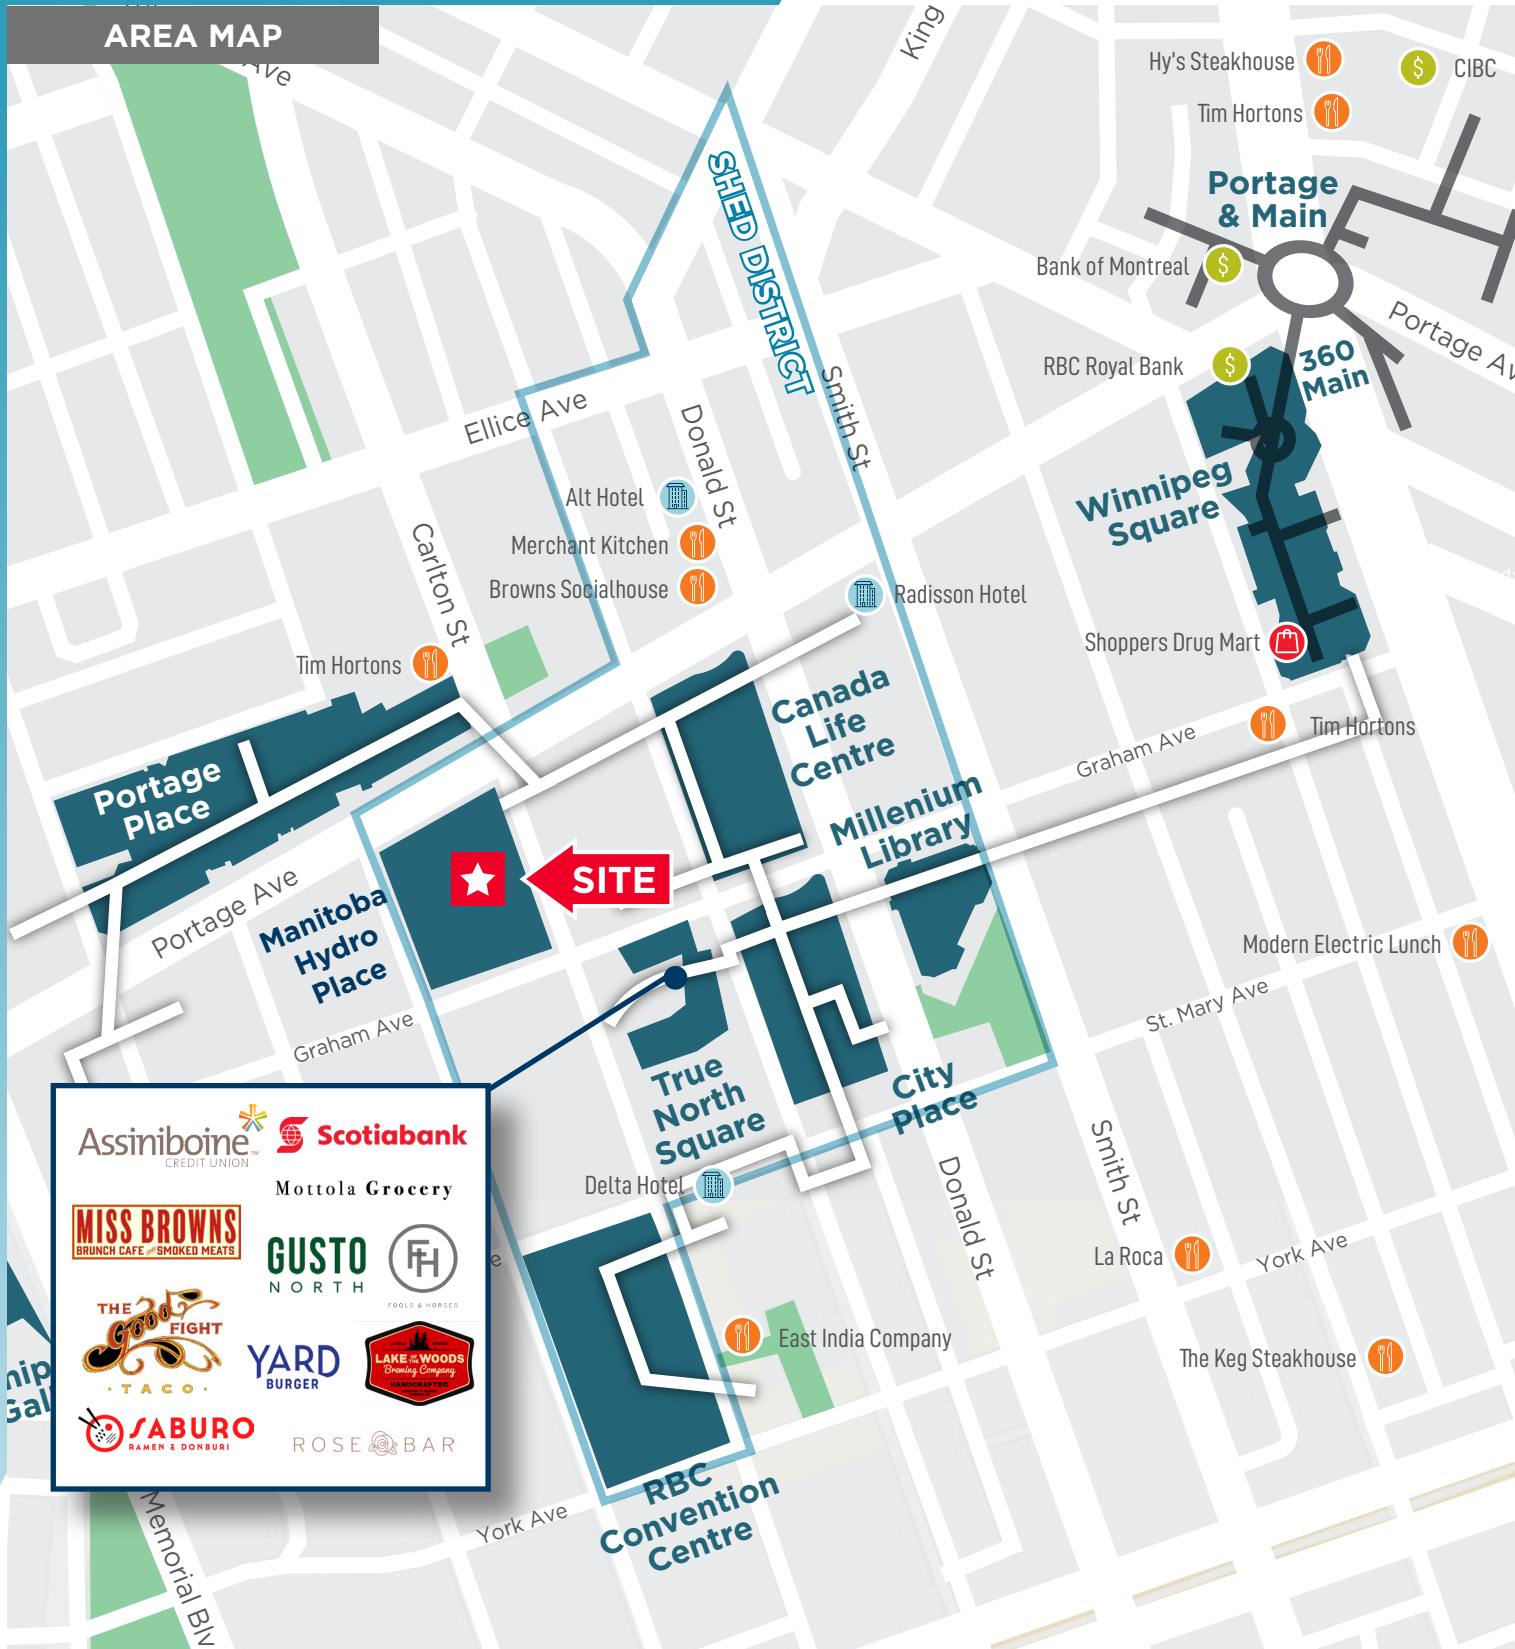 AREA MAP
Ave
King
Hy's Steakhouse
CIBC
Tim Hortons
Portage
& Main
SHED DISTRICT
Bank of Montreal
Portage Av
RBC Royal Bank
360
Main
Smith St
Ellice Ave
Donald St
Winnipeg
Square
Alt Hotel
Carlton St
Merchant Kitchen
Browns Socialhouse
Radisson Hotel
Shoppers Drug Mart
Tim Hortons
Canada
Life
Centre
Tim Hortons
Graham Ave
Portage
Place
Millenium
Library
SITE
Portage Ave
Manitoba
Hydro
Place
Modern Electric Lunch
St. Mary Ave
Graham Ave
True
North
Square
City
Place
Assiniboine
CREDIT UNION
TM
Scotiabank
Mottola Grocery
Smith St
Donald St
Delta Hotel
MISS BROWNS
BRUNCH CAFE and SMOKED MEATS
GUSTO
NORTH
FH
FOOLS & HORSES
e
La Roca
York Ave
THE
Good
FIGHT
TACO
YARD
BURGER
LAKE OF THE WOODS
Brewing Company
HANDCRAFTED
East India Company
The Keg Steakhouse
nip
Gal
SABURO
RAMEN & DONBURI
ROSE BAR
RBC
Convention
Centre
York Ave
Memorial Blv